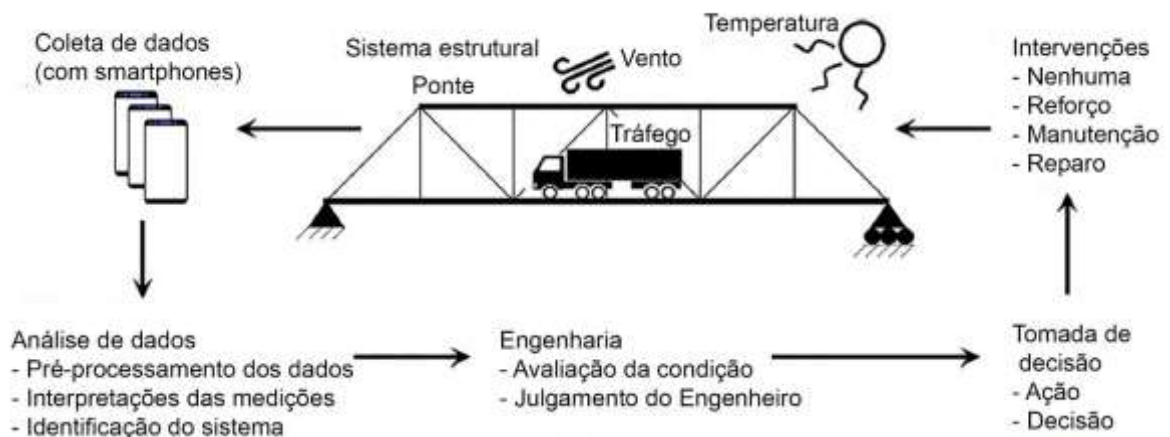 Coleta de dados
(com smartphones)
Sistema estrutural
Ponte
Vento
Tráfego
Temperatura
Intervenções
- Nenhuma
- Reforço
- Manutenção
- Reparo
Análise de dados
- Pré-processamento dos dados
- Interpretações das medições
- Identificação do sistema
Engenharia
- Avaliação da condição
- Julgamento do Engenheiro
Tomada de
decisão
- Ação
- Decisão